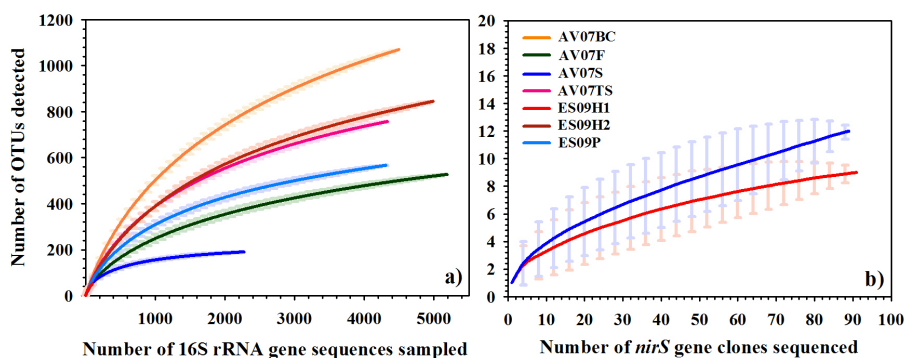 Number of OTUs detected
1200
1000
800
600
400
200
0
1000 2000 3000 4000 5000
a)
Number of 16S rRNA gene sequences sampled
20
18
16
14
12
10
8
6
4
2
0
AV07BC
AV07F
AV07S
AV07TS
ES09H1
ES09H2
ES09P
0 10 20 30 40 50 60 70 80 90 100
b)
Number of nirS gene clones sequenced